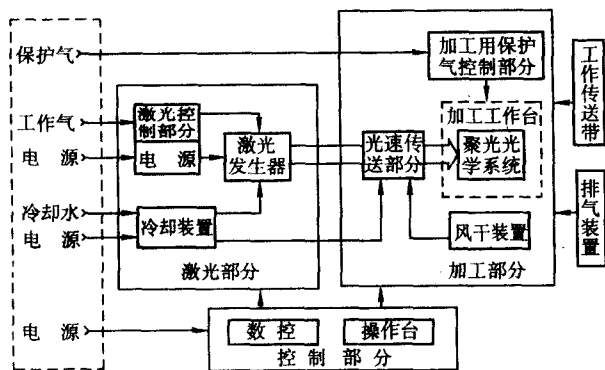 保护气
工作气
电源
冷却水
电源
电源
激光控
制部分
电源
激光
发生器
冷却装置
激光部分
加工用保护
气控制部分
加工工作台
光速传
送部分
聚光光
学系统
风干装置
加工部分
工作传送带
排气装置
数控
操作台
控制部分